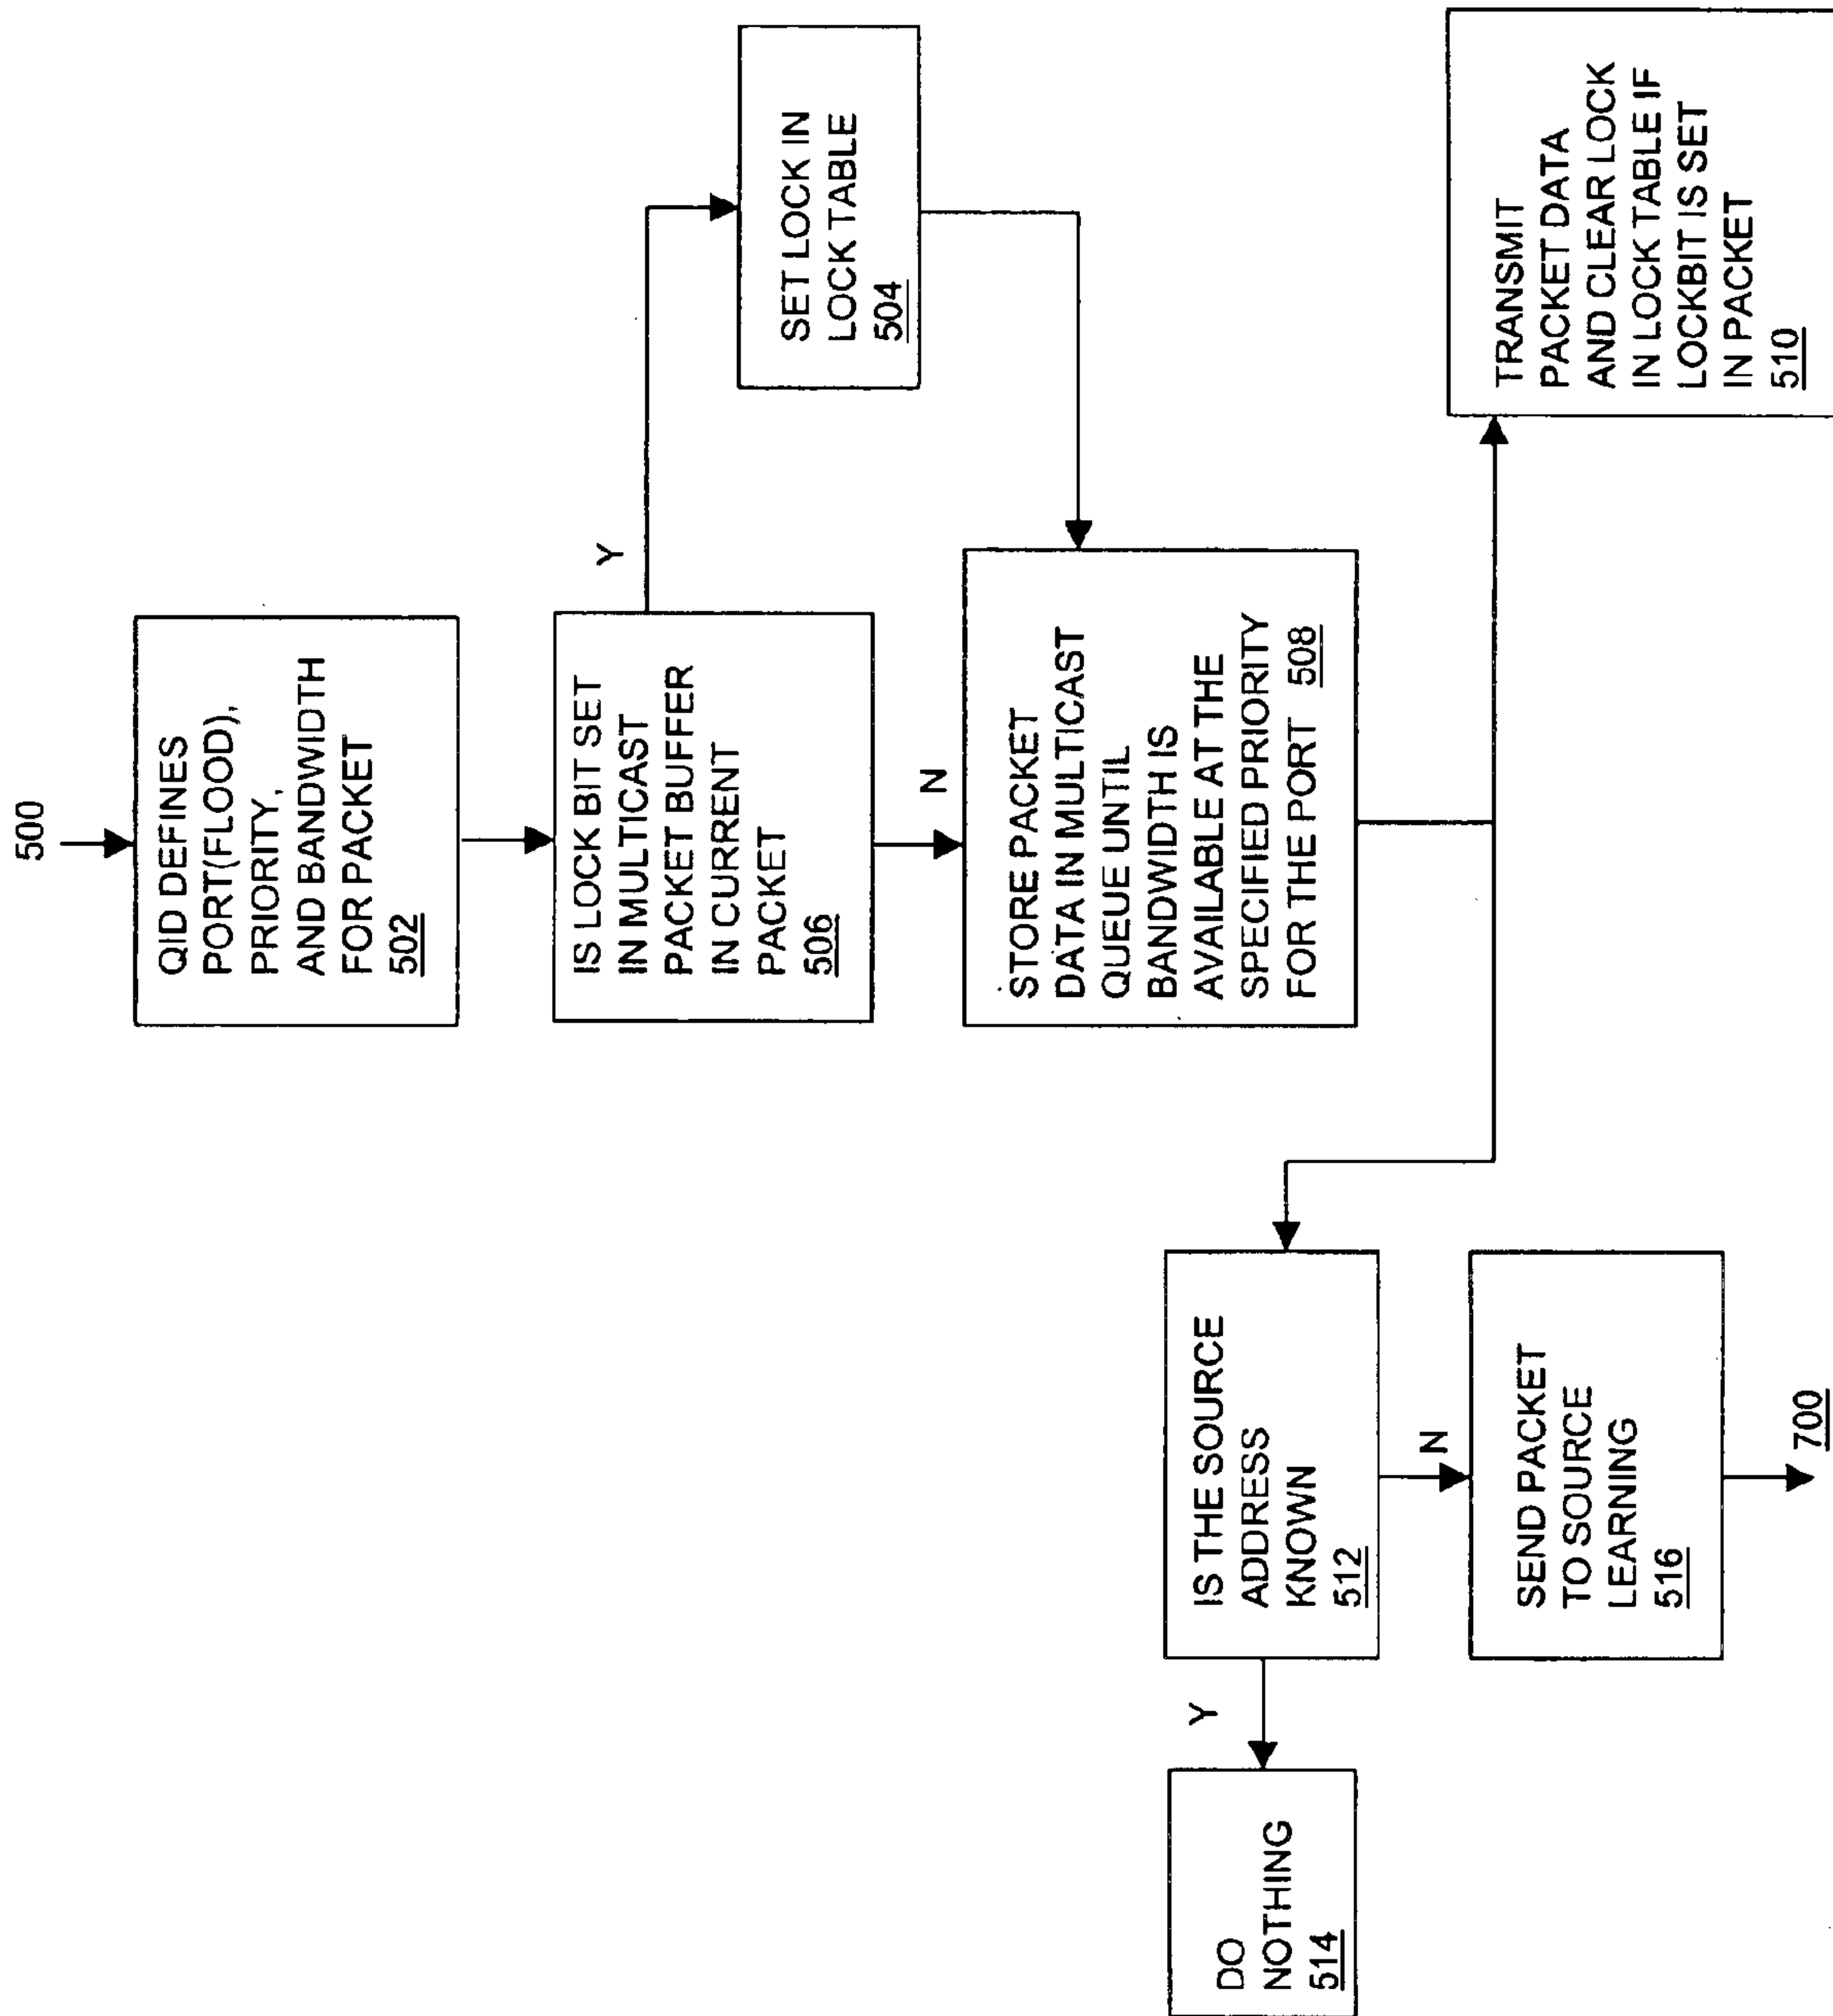 500
QID DEFINES
PORT(FLOOD),
PRIORITY,
AND BANDWIDTH
FOR PACKET
502
IS LOCK BIT SET
IN MULTICAST
PACKET BUFFER
IN CURRENT
PACKET
506
Y
SET LOCK IN
LOCK TABLE
504
N
STORE PACKET
DATA IN MULTICAST
QUEUE UNTIL
BANDWIDTH IS
AVAILABLE AT THE
SPECIFIED PRIORITY
FOR THE PORT 508
TRANSMIT
PACKET DATA
AND CLEAR LOCK
IN LOCK TABLE IF
LOCKBIT IS SET
IN PACKET
510
IS THE SOURCE
ADDRESS
KNOWN
512
Y
DO
NOTHING
514
N
SEND PACKET
TO SOURCE
LEARNING
516
700